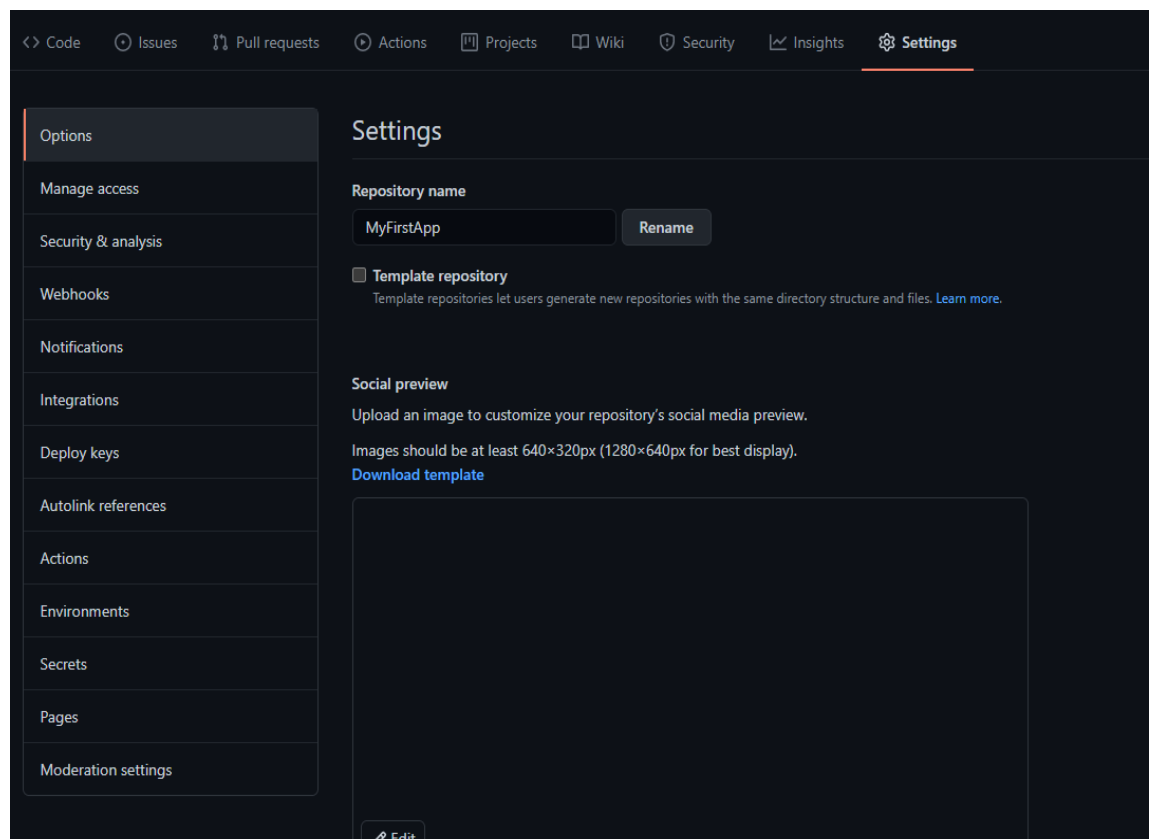 Code Issues Pull requests Actions Projects Wiki Security Insights Settings
Options
Manage access
Security & analysis
Webhooks
Notifications
Integrations
Deploy keys
Autolink references
Actions
Environments
Secrets
Pages
Moderation settings
Settings
Repository name
MyFirstApp Rename
Template repository
Template repositories let users generate new repositories with the same directory structure and files. Learn more.
Social preview
Upload an image to customize your repository’s social media preview.
Images should be at least 640×320px (1280×640px for best display).
Download template
Edit